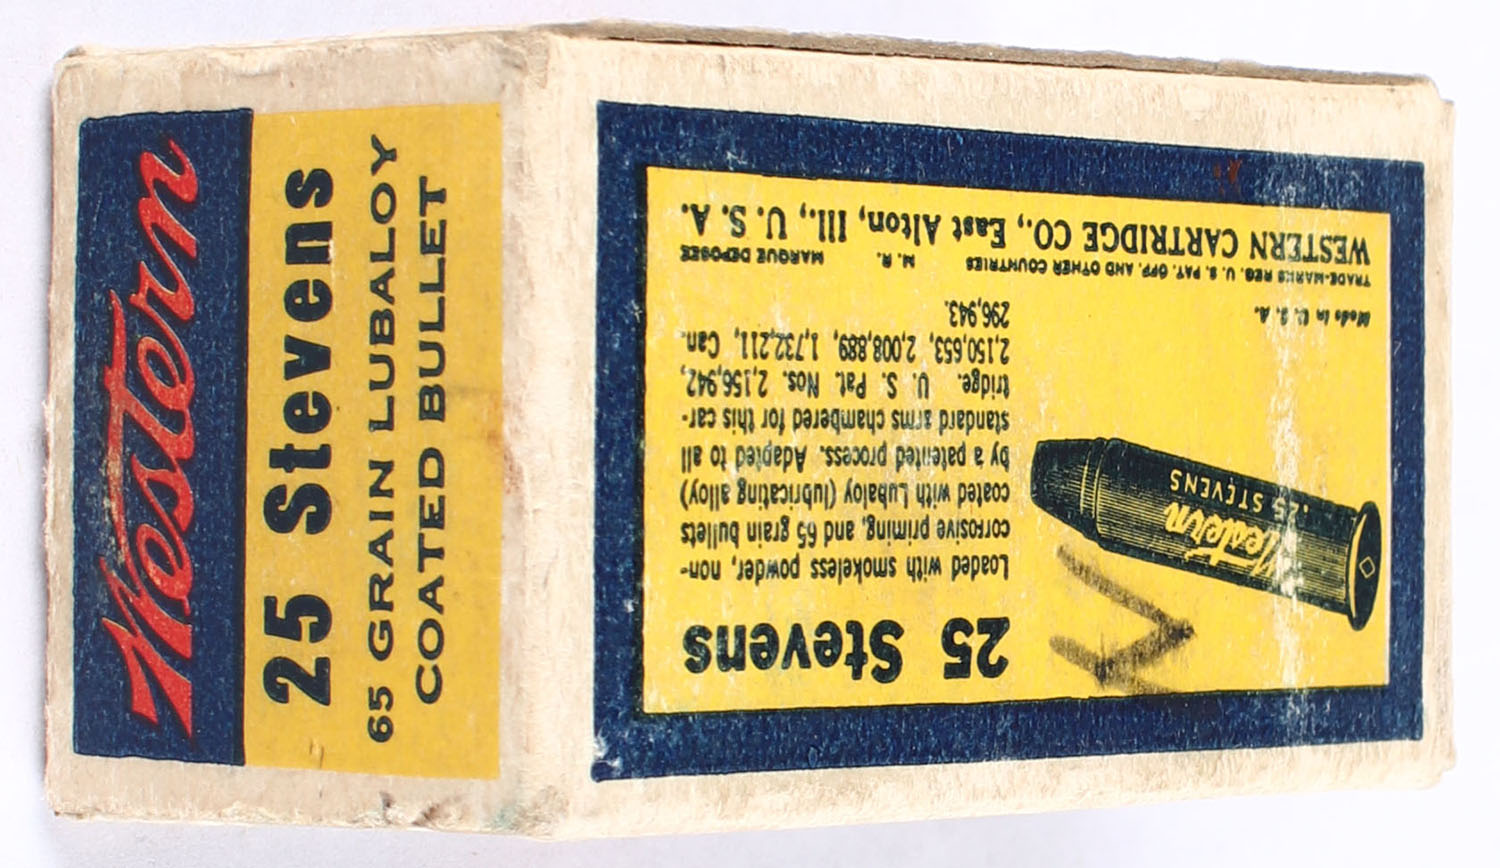 Western
25 Stevens
65 GRAIN LUBALOY
COATED BULLET
25 Stevens
Loaded with smokeless powder, non-
corrosive priming, and 65 grain bullets
coated with Lubaloy (lubricating alloy)
by a patented process. Adapted to all
standard arms chambered for this car-
tridge. U. S. Pat. Nos. 2,156,942,
2,150,653, 2,008,889, 1,732,211, Can.
296,943.
Western
.25 STEVENS
Made in U. S. A.
TRADE-MARKS REG. U. S. PAT. OFF. AND OTHER COUNTRIES M. R. MARQUE DEPOSEE
WESTERN CARTRIDGE CO., East Alton, Ill., U. S. A.